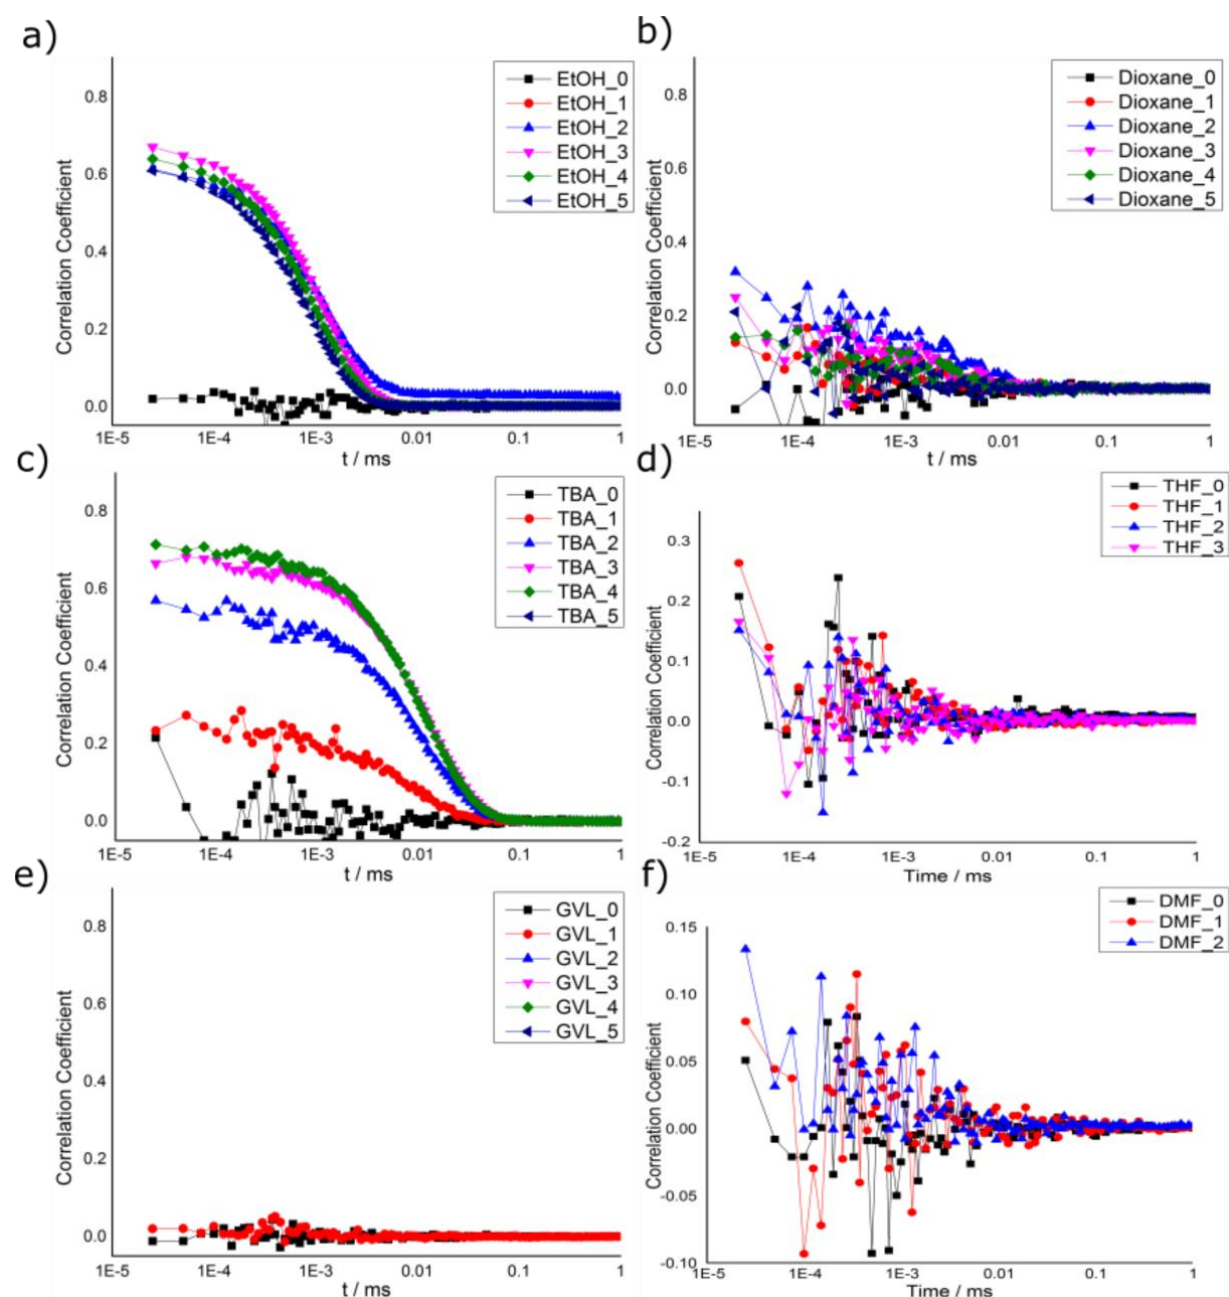 a)
EtOH_0
EtOH_1
EtOH_2
EtOH_3
EtOH_4
EtOH_5
Correlation Coefficient
0.8
0.6
0.4
0.2
0.0
1E-5 1E-4 1E-3 0.01 0.1 1
t / ms
b)
Dioxane_0
Dioxane_1
Dioxane_2
Dioxane_3
Dioxane_4
Dioxane_5
Correlation Coefficient
0.8
0.6
0.4
0.2
0.0
1E-5 1E-4 1E-3 0.01 0.1 1
t / ms
c)
TBA_0
TBA_1
TBA_2
TBA_3
TBA_4
TBA_5
Correlation Coefficient
0.8
0.6
0.4
0.2
0.0
1E-5 1E-4 1E-3 0.01 0.1 1
t / ms
d)
THF_0
THF_1
THF_2
THF_3
Correlation Coefficient
0.3
0.2
0.1
0.0
-0.1
-0.2
1E-5 1E-4 1E-3 0.01 0.1 1
Time / ms
e)
GVL_0
GVL_1
GVL_2
GVL_3
GVL_4
GVL_5
Correlation Coefficient
0.8
0.6
0.4
0.2
0.0
1E-5 1E-4 1E-3 0.01 0.1 1
t / ms
f)
DMF_0
DMF_1
DMF_2
Correlation Coefficient
0.15
0.10
0.05
0.00
-0.05
-0.10
1E-5 1E-4 1E-3 0.01 0.1 1
Time / ms